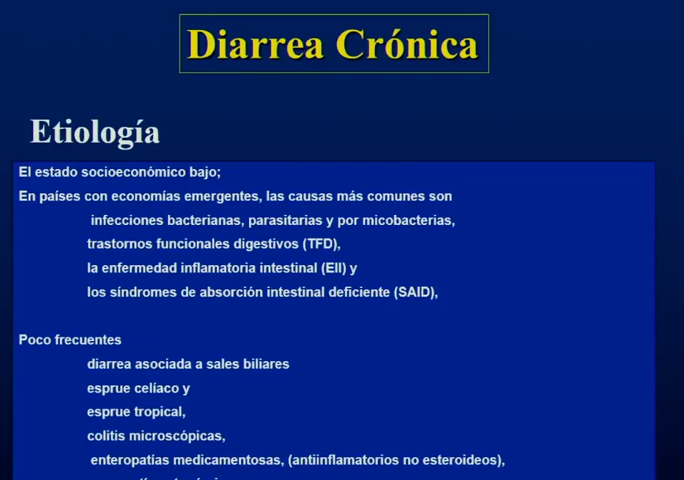 Diarrea Crónica
Etiología
El estado socioeconómico bajo;
En países con economías emergentes, las causas más comunes son
infecciones bacterianas, parasitarias y por micobacterias,
trastornos funcionales digestivos (TFD),
la enfermedad inflamatoria intestinal (EII) y
los síndromes de absorción intestinal deficiente (SAID),
Poco frecuentes
diarrea asociada a sales biliares
esprue celíaco y
esprue tropical,
colitis microscópicas,
enteropatías medicamentosas, (antiinflamatorios no esteroideos),